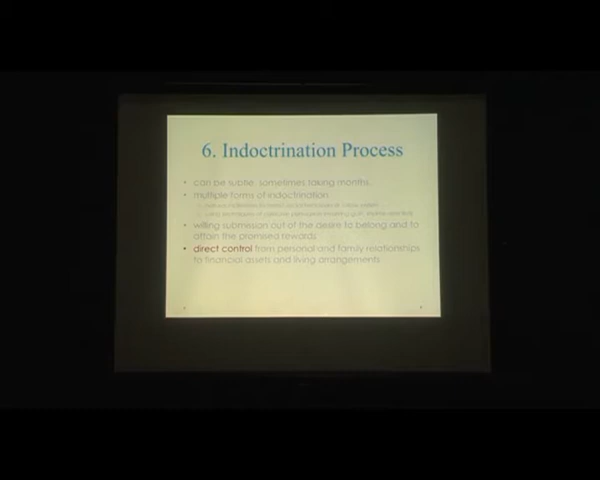 6. Indoctrination Process
• can be subtle, sometimes taking months.
• multiple forms of indoctrination
• willing submission out of the desire to belong and to
attain the promised rewards
• direct control from personal and family relationships
to financial assets and living arrangements